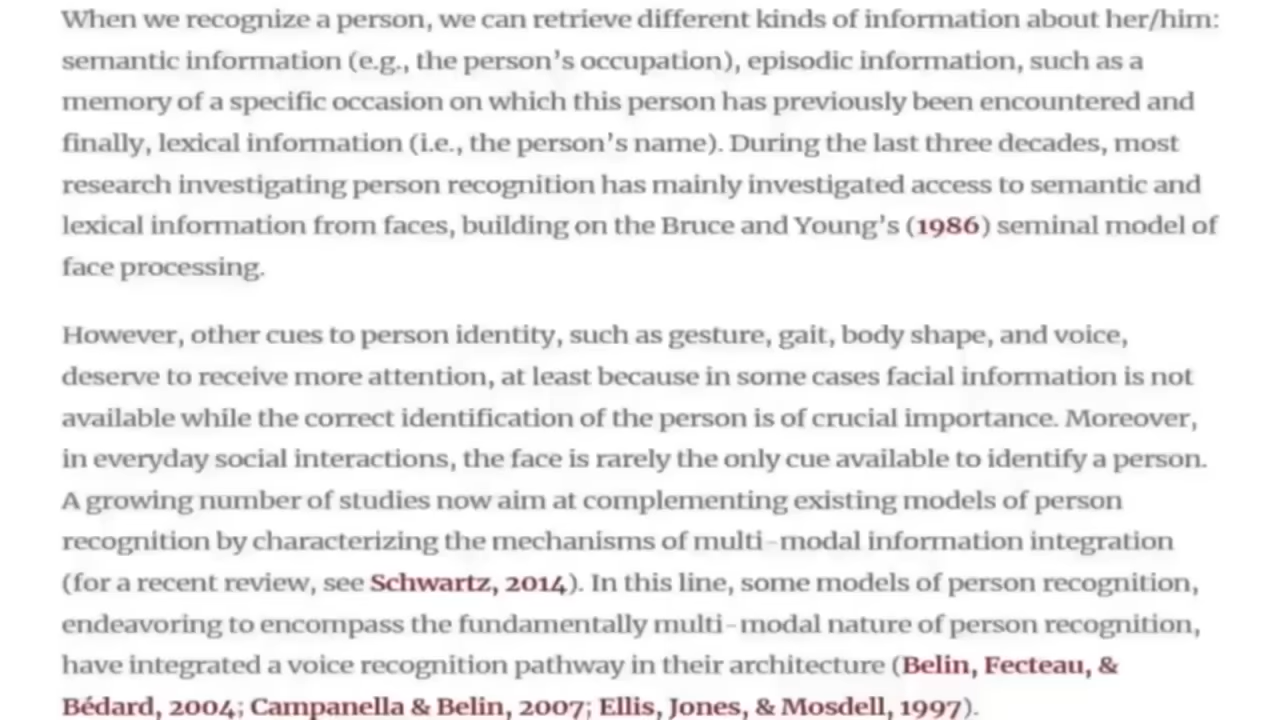 When we recognize a person, we can retrieve different kinds of information about her/him:
semantic information (e.g., the person's occupation), episodic information, such as a
memory of a specific occasion on which this person has previously been encountered and
finally, lexical information (i.e., the person's name). During the last three decades, most
research investigating person recognition has mainly investigated access to semantic and
lexical information from faces, building on the Bruce and Young's (1986) seminal model of
face processing.
However, other cues to person identity, such as gesture, gait, body shape, and voice,
deserve to receive more attention, at least because in some cases facial information is not
available while the correct identification of the person is of crucial importance. Moreover,
in everyday social interactions, the face is rarely the only cue available to identify a person.
A growing number of studies now aim at complementing existing models of person
recognition by characterizing the mechanisms of multi-modal information integration
(for a recent review, see Schwartz, 2014). In this line, some models of person recognition,
endeavoring to encompass the fundamentally multi-modal nature of person recognition,
have integrated a voice recognition pathway in their architecture (Belin, Fecteau, &
Bédard, 2004; Campanella & Belin, 2007; Ellis, Jones, & Mosdell, 1997).